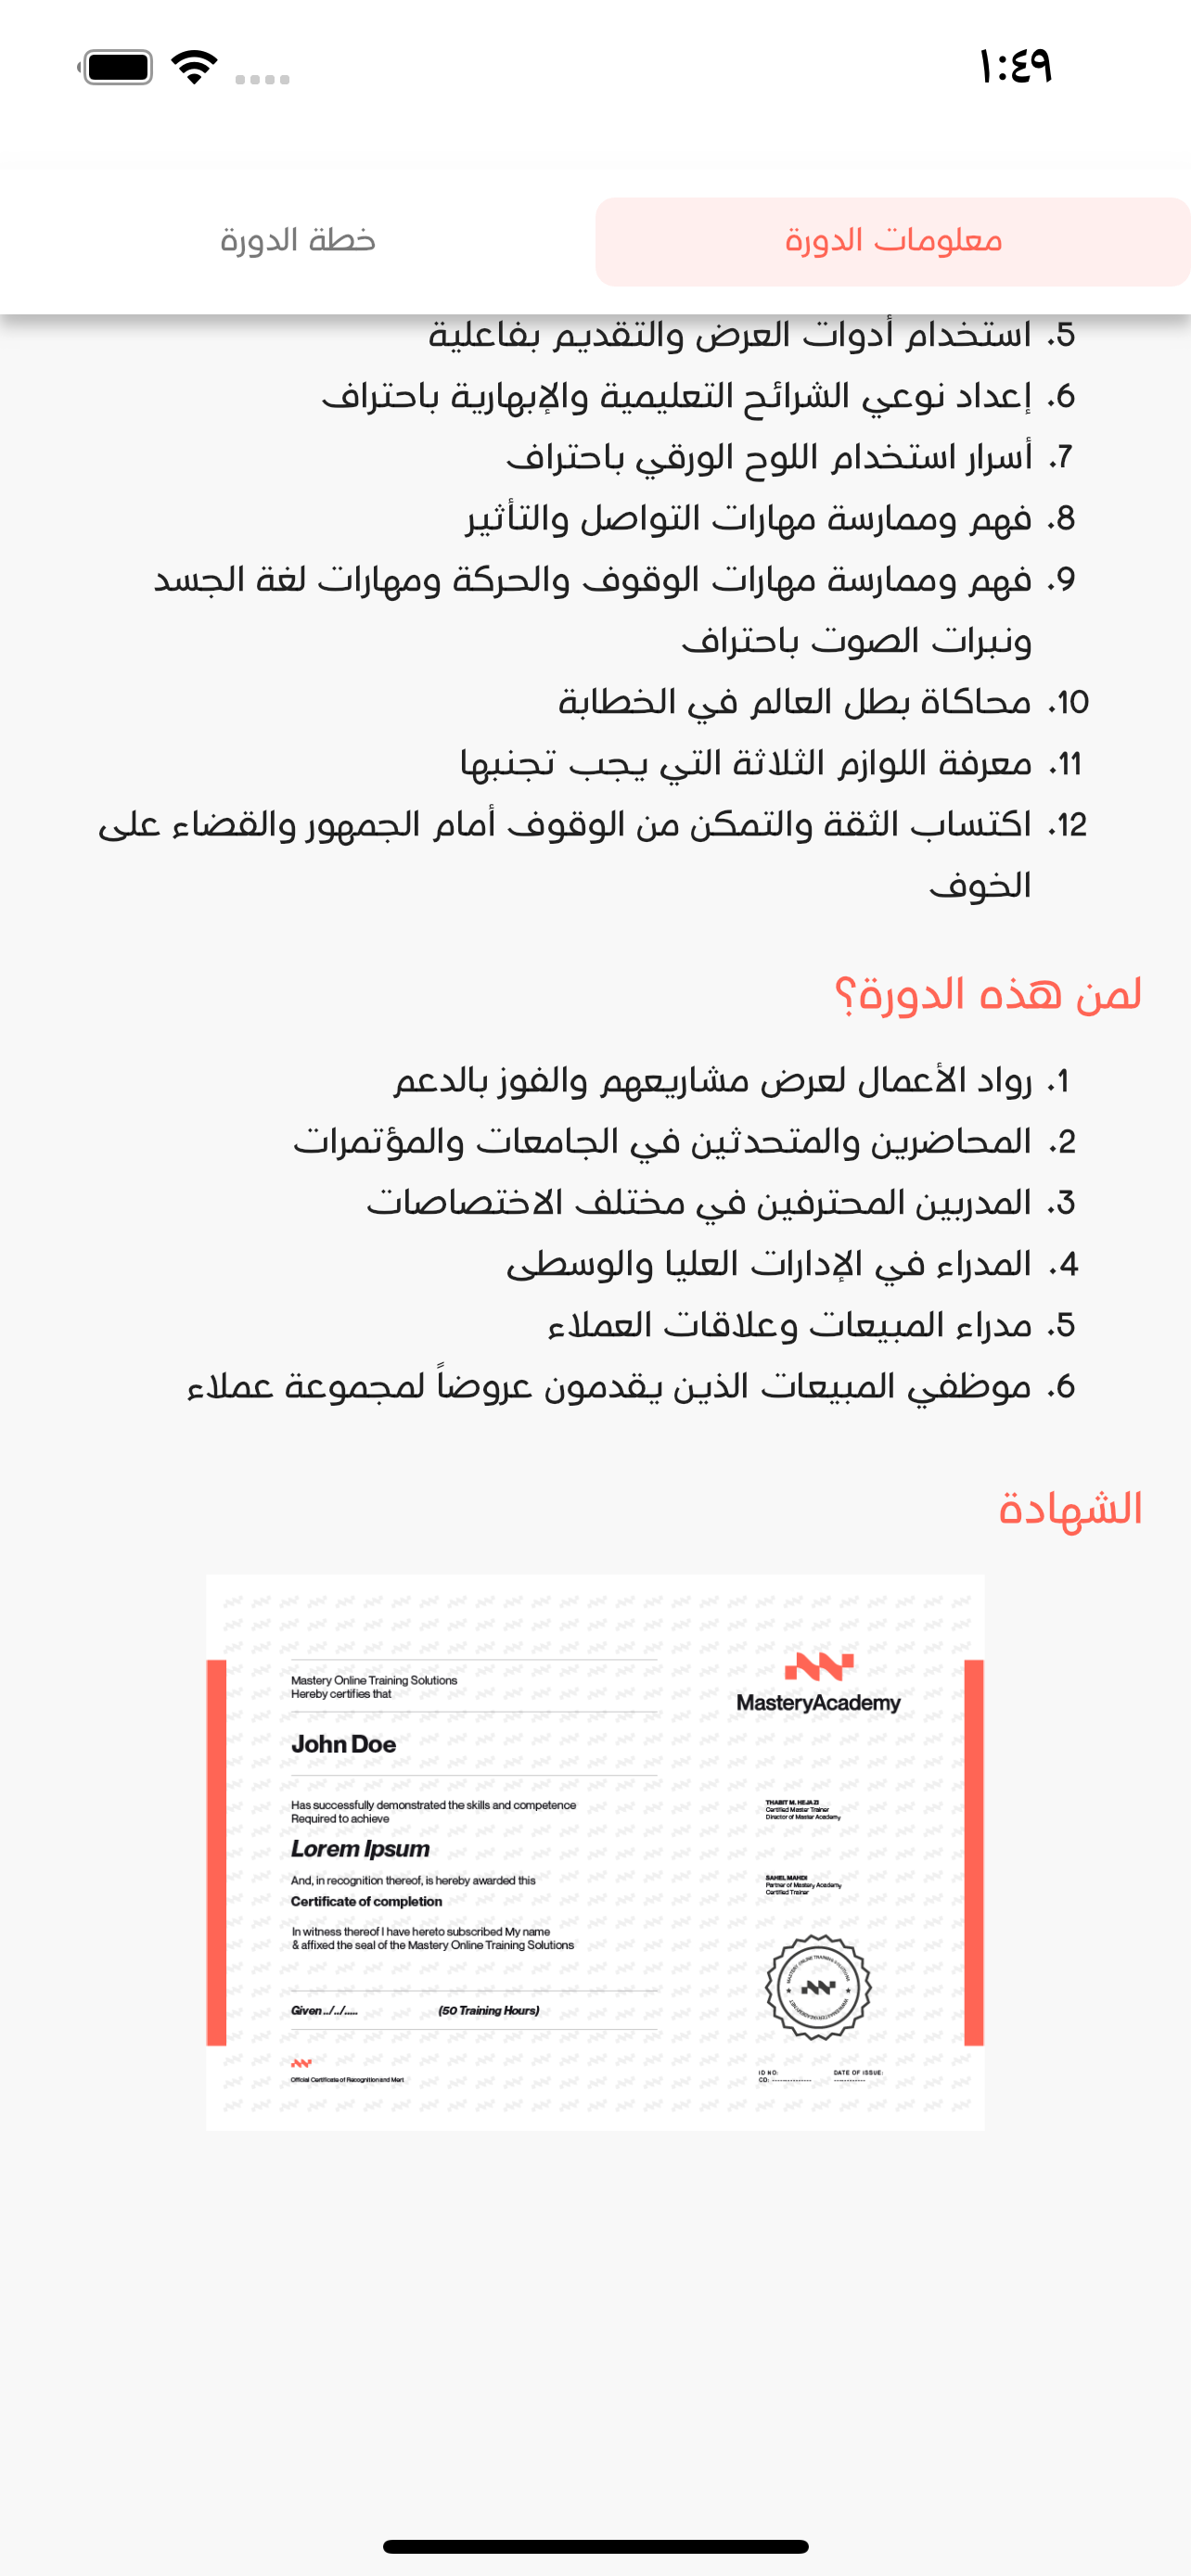 ١:٤٩
معلومات الدورة
خطة الدورة
5. استخدام أدوات العرض والتقديم بفاعلية
6. إعداد نوعي الشرائح التعليمية والإبهارية باحتراف
7. أسرار استخدام اللوح الورقي باحتراف
8. فهم وممارسة مهارات التواصل والتأثير
9. فهم وممارسة مهارات الوقوف والحركة ومهارات لغة الجسد
ونبرات الصوت باحتراف
10. محاكاة بطل العالم في الخطابة
11. معرفة اللوازم الثلاثة التي يجب تجنبها
12. اكتساب الثقة والتمكن من الوقوف أمام الجمهور والقضاء على
الخوف
لمن هذه الدورة؟
1. رواد الأعمال لعرض مشاريعهم والفوز بالدعم
2. المحاضرين والمتحدثين في الجامعات والمؤتمرات
3. المدربين المحترفين في مختلف الاختصاصات
4. المدراء في الإدارات العليا والوسطى
5. مدراء المبيعات وعلاقات العملاء
6. موظفي المبيعات الذين يقدمون عروضاً لمجموعة عملاء
الشهادة
Mastery Online Training Solutions
Hereby certifies that
John Doe
Has successfully demonstrated the skills and competence
Required to achieve
Lorem Ipsum
And, in recognition thereof, is hereby awarded this
Certificate of completion
In witness thereof I have hereto subscribed My name
& affixed the seal of the Mastery Online Training Solutions
Given ../../.....
(50 Training Hours)
Official Certificate of Recognition and Merit
MasteryAcademy
THABIT M. HEJAZI
Certified Master Trainer
Director of Master Academy
SAHEL MAHDI
Partner of Mastery Academy
Certified Trainer
MASTERY ONLINE TRAINING SOLUTIONS
ID NO:
CO: --------------
DATE OF ISSUE:
-----------